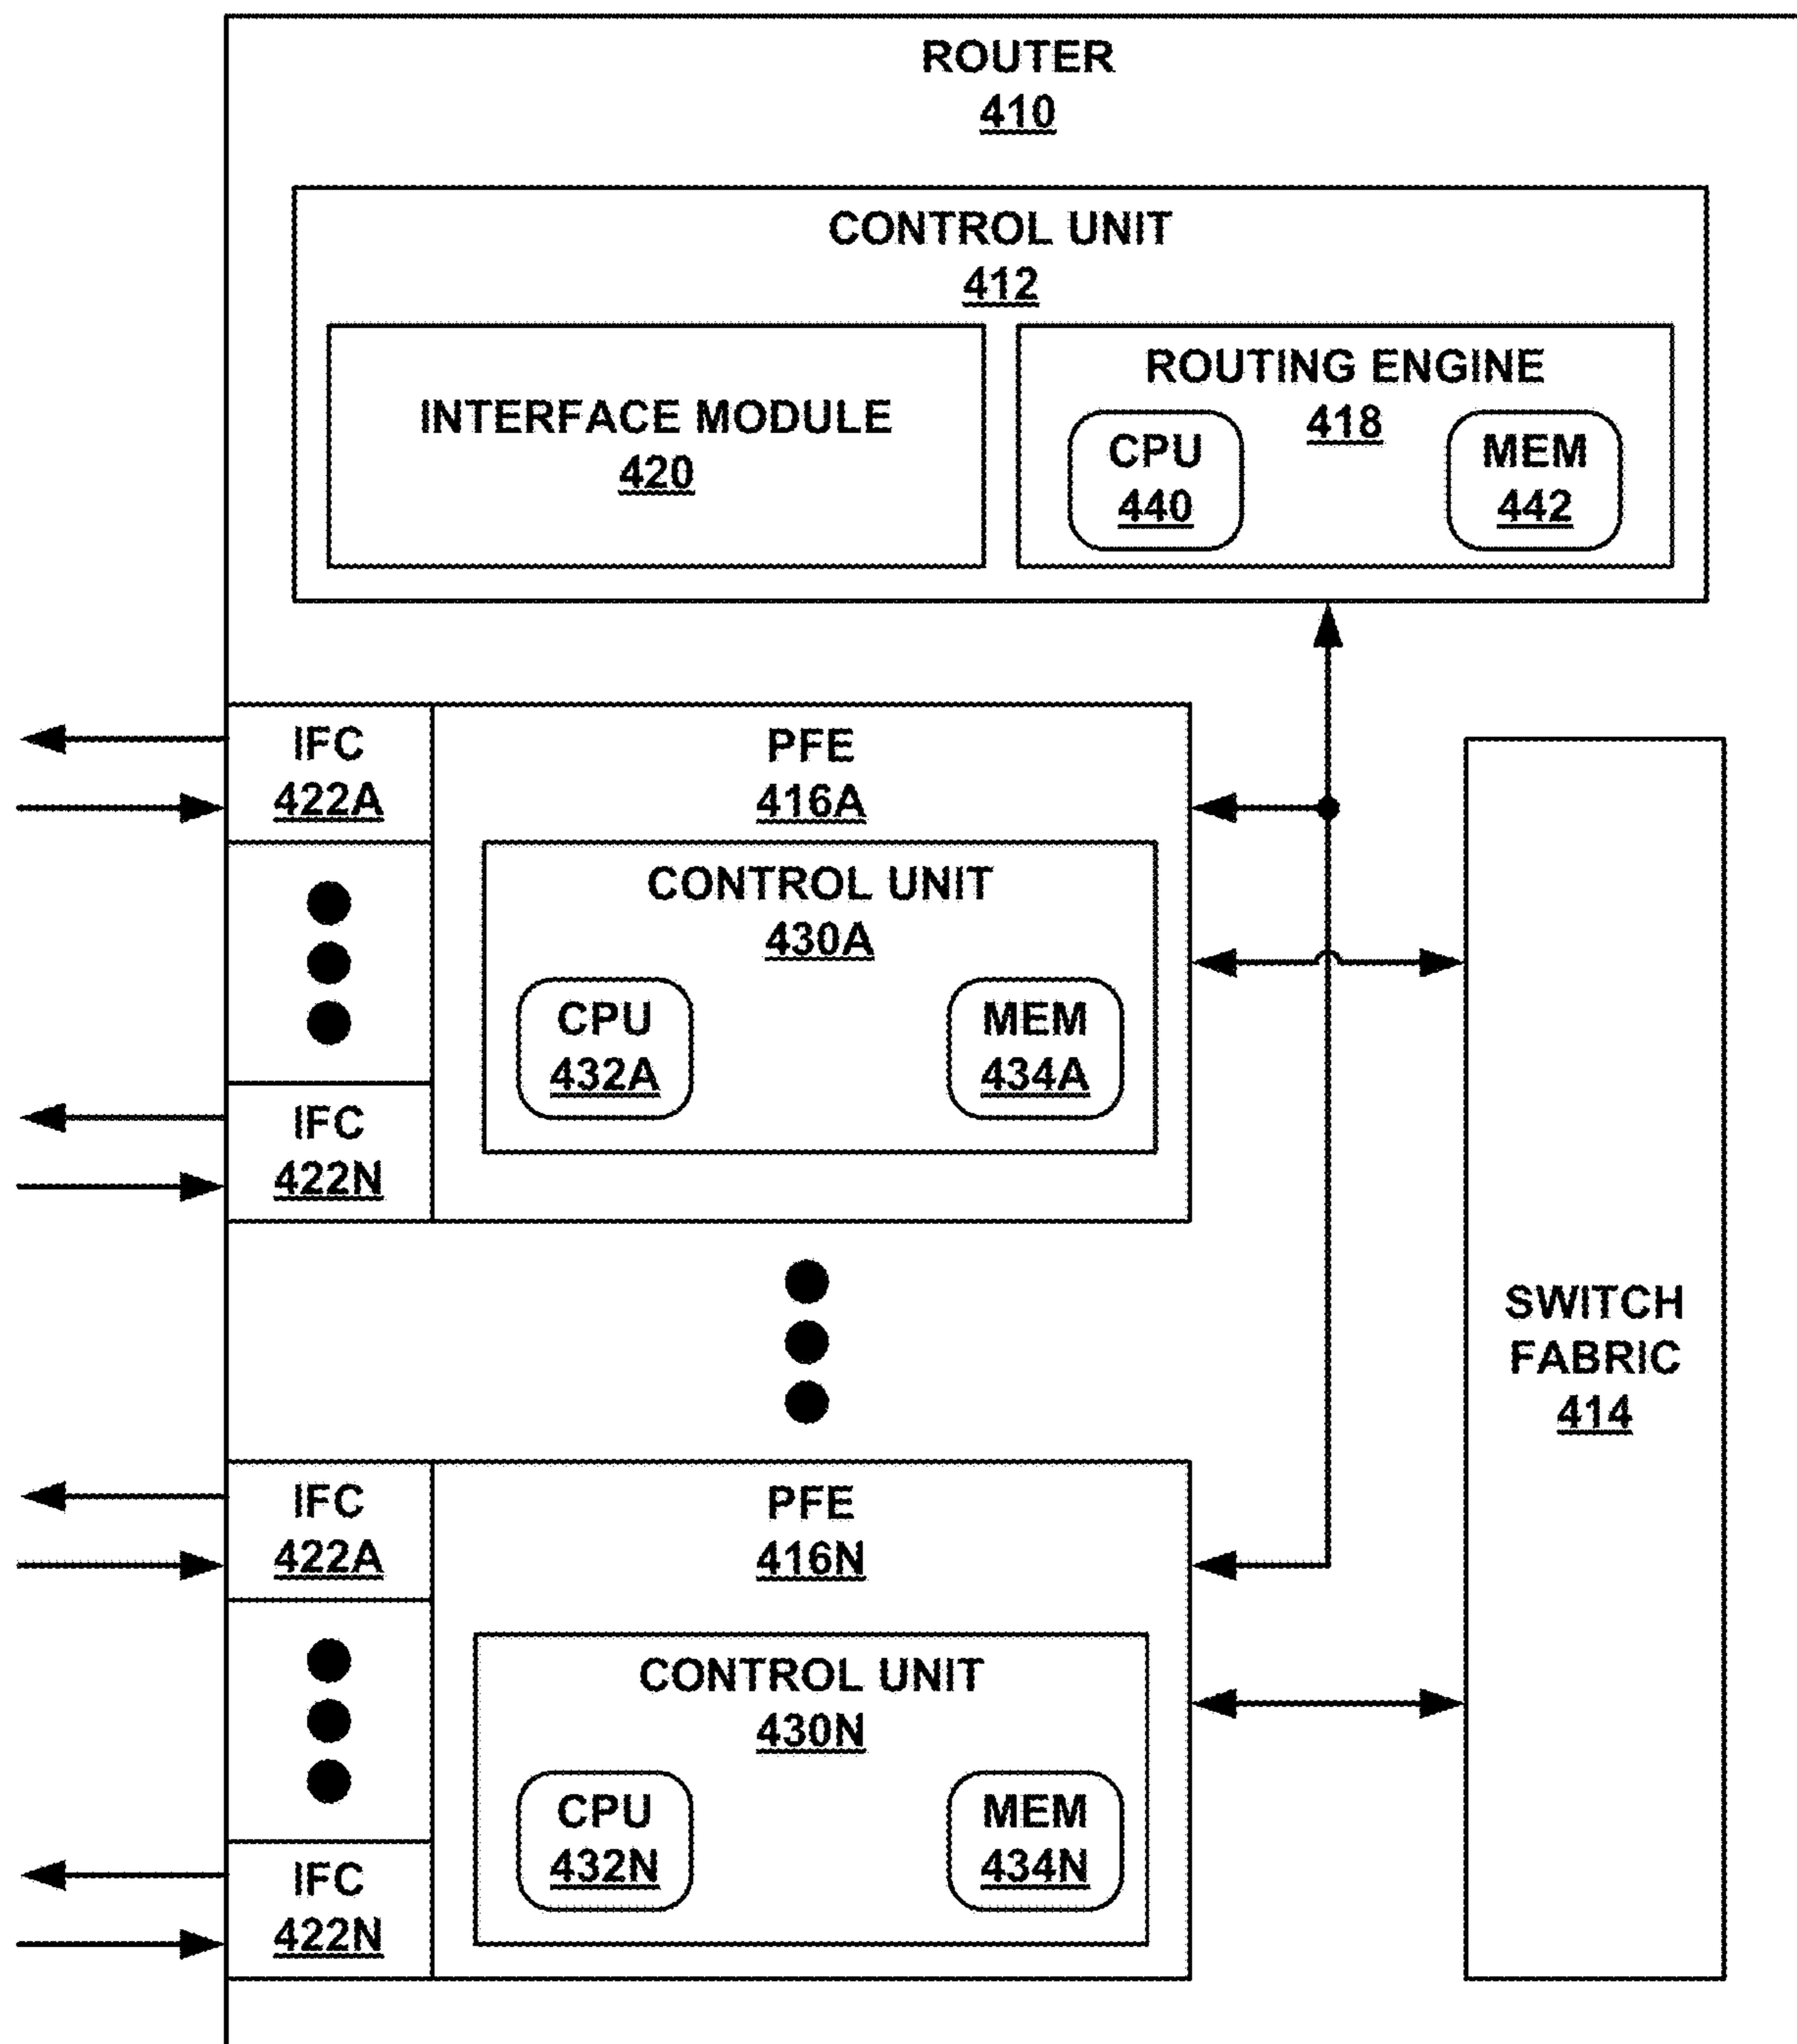 ROUTER
410
CONTROL UNIT
412
INTERFACE MODULE
420
ROUTING ENGINE
418
CPU
440
MEM
442
IFC
422A
PFE
416A
CONTROL UNIT
430A
CPU
432A
MEM
434A
IFC
422N
SWITCH
FABRIC
414
IFC
422A
PFE
416N
CONTROL UNIT
430N
CPU
432N
MEM
434N
IFC
422N